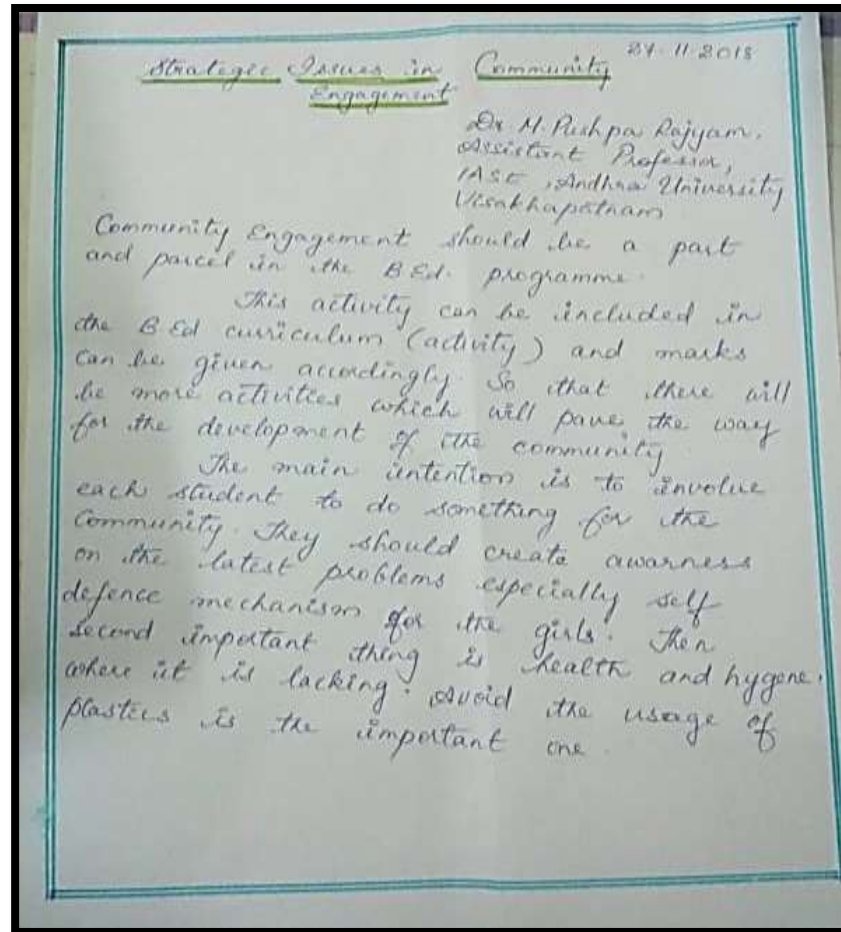 27.11.2018
Strategic Issues in Community
Engagement
Dr. M. Pushpa Rajyam,
Assistant Professor,
IASE, Andhra University
Visakhapatnam
Community Engagement should be a part
and parcel in the B Ed. programme.
This activity can be included in
the B Ed curriculum (activity) and marks
can be given accordingly. So that there will
be more activities which will pave the way
for the development of the community
The main intention is to involve
each student to do something for the
Community. They should create awarness
on the latest problems especially self
defence mechanism for the girls. Then
second important thing is health and hygene.
where it is lacking. Avoid the usage of
plastics is the important one.